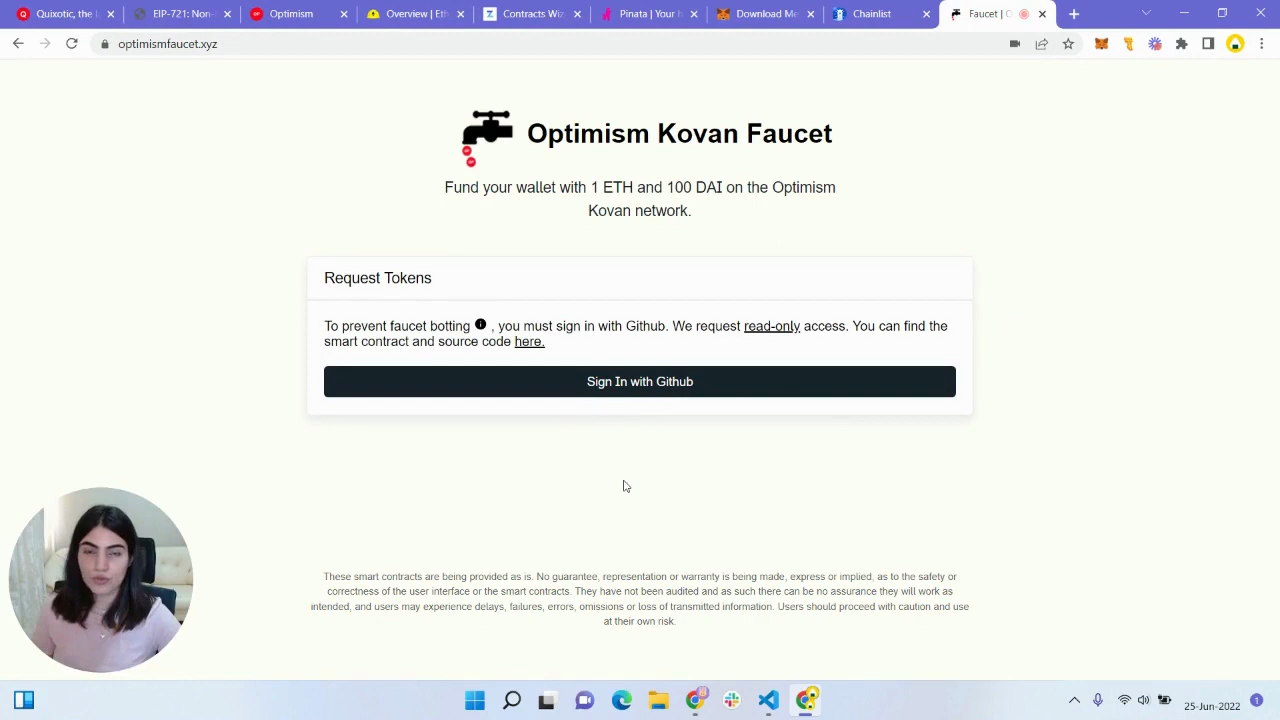 Quixotic, the L
EIP-721: Non-
Optimism
Overview | Eth
Contracts Wiz
Pinata | Your h
Download Me
Chainlist
Faucet | O
optimismfaucet.xyz
Optimism Kovan Faucet
Fund your wallet with 1 ETH and 100 DAI on the Optimism
Kovan network.
Request Tokens
To prevent faucet botting , you must sign in with Github. We request read-only access. You can find the
smart contract and source code here.
Sign In with Github
These smart contracts are being provided as is. No guarantee, representation or warranty is being made, express or implied, as to the safety or
correctness of the user interface or the smart contracts. They have not been audited and as such there can be no assurance they will work as
intended, and users may experience delays, failures, errors, omissions or loss of transmitted information. Users should proceed with caution and use
at their own risk.
25-Jun-2022
1